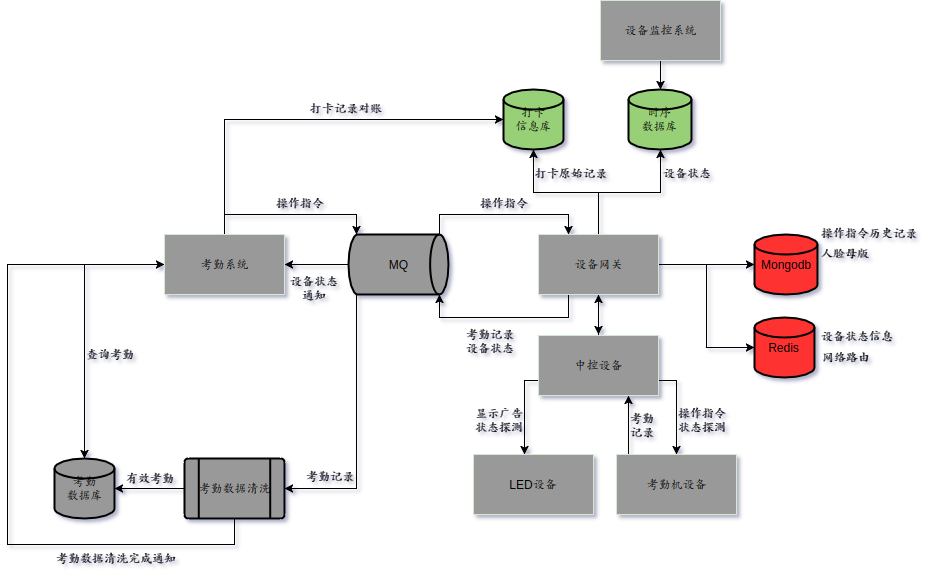 设备监控系统
打卡记录对账
打卡
信息库
时序
数据库
打卡原始记录
设备状态
操作指令
操作指令
考勤系统
MQ
设备网关
Mongodb
操作指令历史记录
人脸母版
设备状态
通知
考勤记录
设备状态
Redis
设备状态信息
网络路由
查询考勤
中控设备
显示广告
状态探测
考勤
记录
操作指令
状态探测
考勤
数据库
有效考勤
考勤数据清洗
考勤记录
LED设备
考勤机设备
考勤数据清洗完成通知